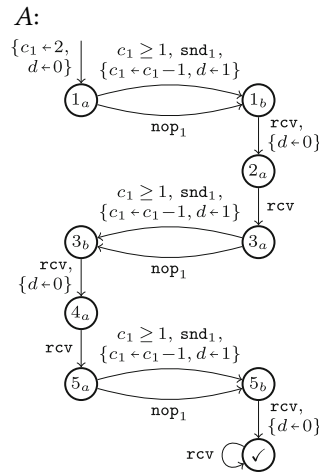 A:
{c₁ ← 2,
d ← 0}
c₁ ≥ 1, snd₁,
{c₁ ← c₁ − 1, d ← 1}
1ₐ
1_b
nop₁
rcv,
{d ← 0}
2ₐ
c₁ ≥ 1, snd₁,
{c₁ ← c₁ − 1, d ← 1}
rcv
3_b
3ₐ
nop₁
rcv,
{d ← 0}
4ₐ
c₁ ≥ 1, snd₁,
{c₁ ← c₁ − 1, d ← 1}
rcv
5ₐ
5_b
nop₁
rcv,
{d ← 0}
rcv
✓